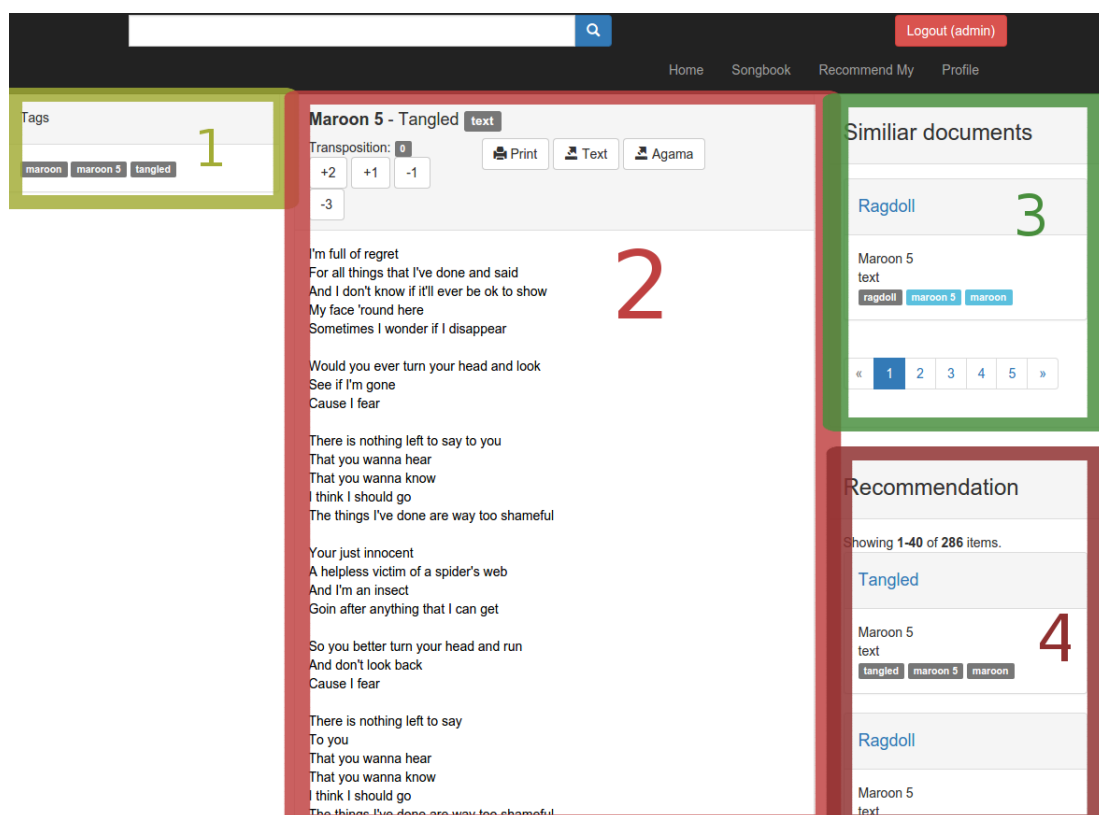 Logout (admin)
Home Songbook Recommend My Profile
Tags
1
maroon maroon 5 tangled
Maroon 5 - Tangled text
Transposition: 0
+2 +1 -1
-3
Print Text Agama
2
I'm full of regret
For all things that I've done and said
And I don't know if it'll ever be ok to show
My face 'round here
Sometimes I wonder if I disappear
Would you ever turn your head and look
See if I'm gone
Cause I fear
There is nothing left to say to you
That you wanna hear
That you wanna know
I think I should go
The things I've done are way too shameful
Your just innocent
A helpless victim of a spider's web
And I'm an insect
Goin after anything that I can get
So you better turn your head and run
And don't look back
Cause I fear
There is nothing left to say
To you
That you wanna hear
That you wanna know
I think I should go
The things I've done are way too shameful
Similiar documents
3
Ragdoll
Maroon 5
text
ragdoll maroon 5 maroon
« 1 2 3 4 5 »
Recommendation
Showing 1-40 of 286 items.
Tangled
4
Maroon 5
text
tangled maroon 5 maroon
Ragdoll
Maroon 5
text